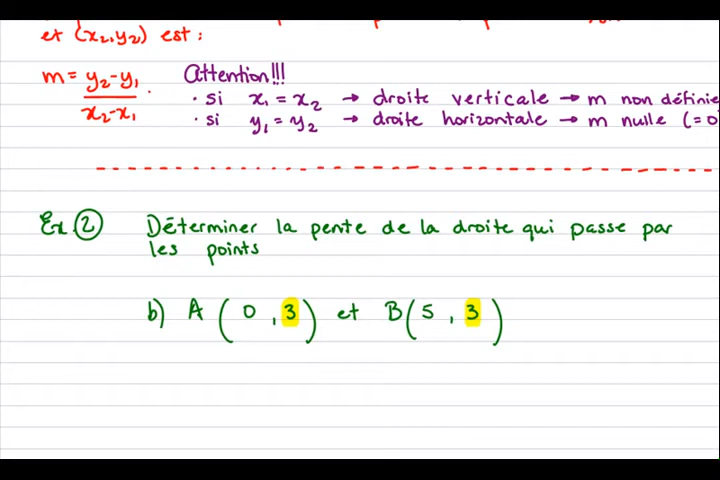 et (x₂,y₂) est :
m = y₂-y₁ / x₂-x₁ .
Attention!!!
• si x₁ = x₂ → droite verticale → m non définie
• si y₁ = y₂ → droite horizontale → m nulle (=0
Ex. ② Déterminer la pente de la droite qui passe par
les points
b) A (0 , 3) et B(5 , 3)